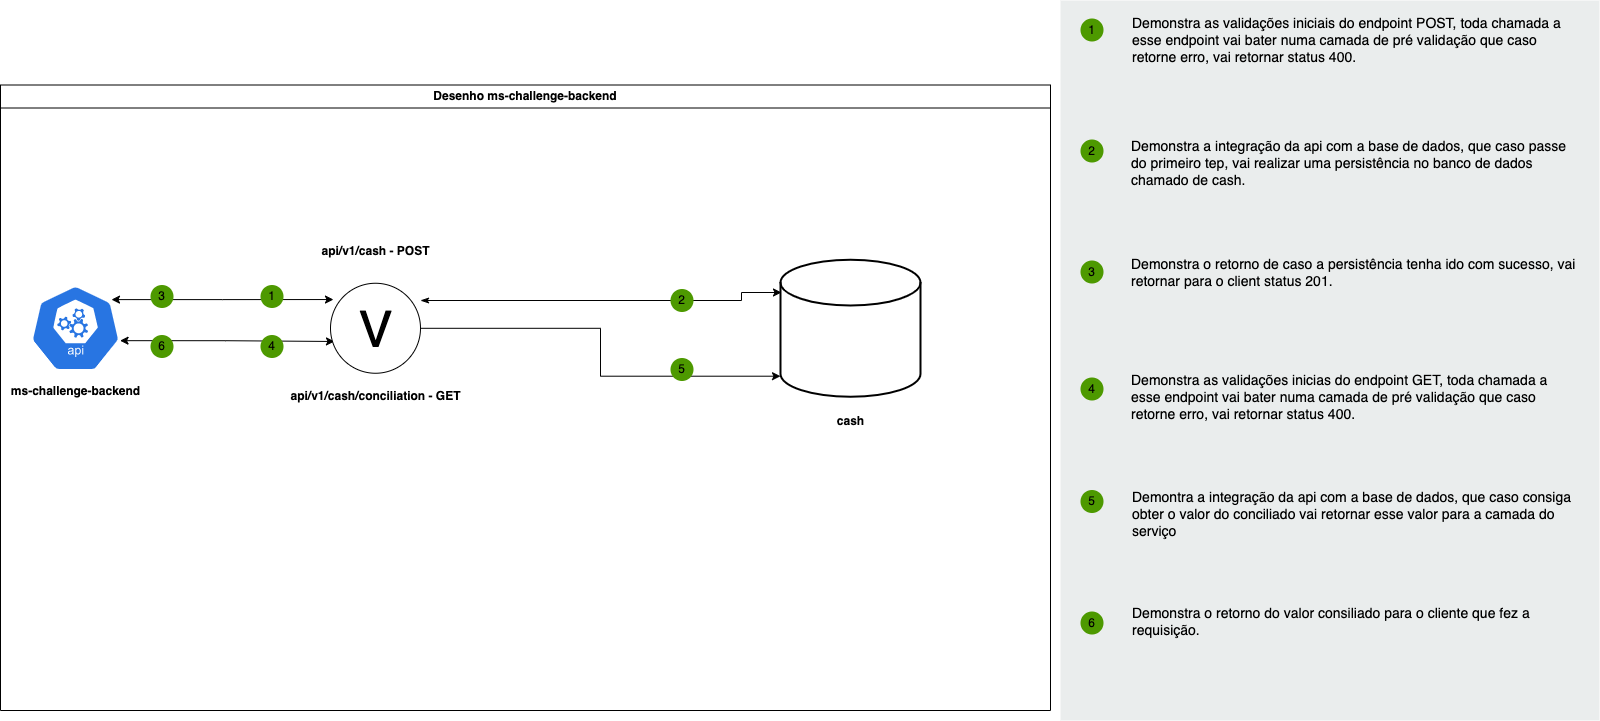 Desenho ms-challenge-backend
api/v1/cash - POST
3
1
2
V
api
6
4
5
ms-challenge-backend
api/v1/cash/conciliation - GET
cash
1
Demonstra as validações iniciais do endpoint POST, toda chamada a
esse endpoint vai bater numa camada de pré validação que caso
retorne erro, vai retornar status 400.
2
Demonstra a integração da api com a base de dados, que caso passe
do primeiro tep, vai realizar uma persistência no banco de dados
chamado de cash.
3
Demonstra o retorno de caso a persistência tenha ido com sucesso, vai
retornar para o client status 201.
4
Demonstra as validações inicias do endpoint GET, toda chamada a
esse endpoint vai bater numa camada de pré validação que caso
retorne erro, vai retornar status 400.
5
Demontra a integração da api com a base de dados, que caso consiga
obter o valor do conciliado vai retornar esse valor para a camada do
serviço
6
Demonstra o retorno do valor consiliado para o cliente que fez a
requisição.